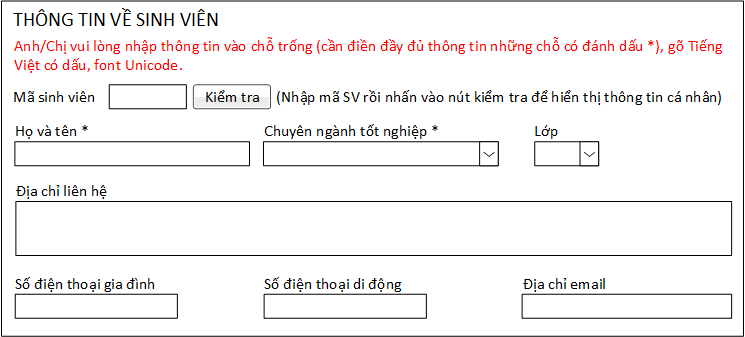 THÔNG TIN VỀ SINH VIÊN
Anh/Chị vui lòng nhập thông tin vào chỗ trống (cần điền đầy đủ thông tin những chỗ có đánh dấu *), gõ Tiếng
Việt có dấu, font Unicode.
Mã sinh viên Kiểm tra (Nhập mã SV rồi nhấn vào nút kiểm tra để hiển thị thông tin cá nhân)
Họ và tên * Chuyên ngành tốt nghiệp * Lớp
Địa chỉ liên hệ
Số điện thoại gia đình Số điện thoại di động Địa chỉ email